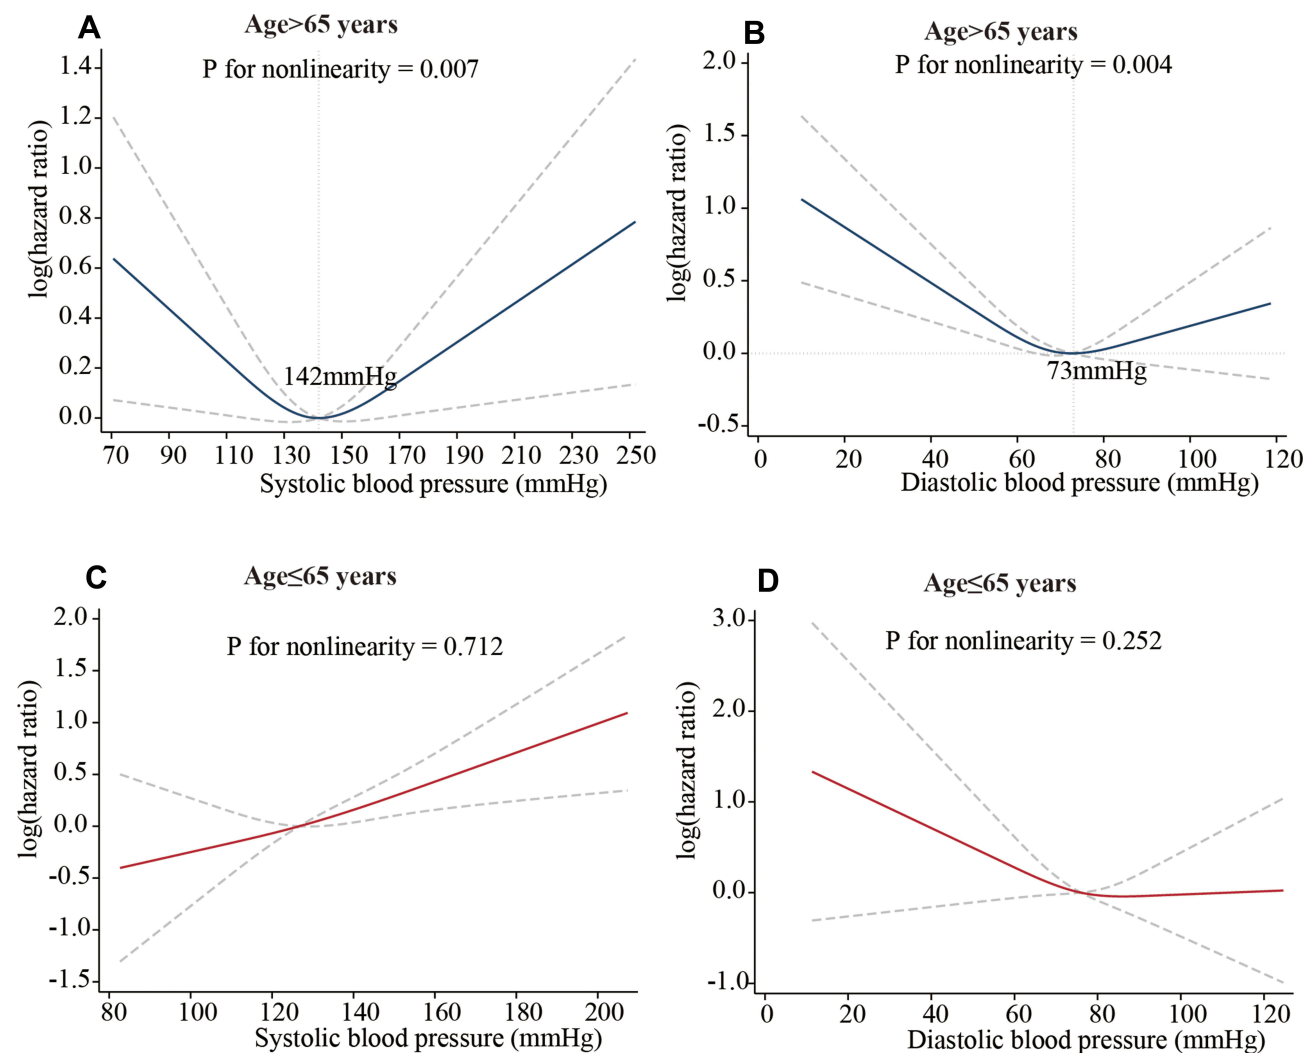 A
Age>65 years
P for nonlinearity = 0.007
log(hazard ratio)
1.4
1.2
1.0
0.8
0.6
0.4
0.2
0.0
142mmHg
70 90 110 130 150 170 190 210 230 250
Systolic blood pressure (mmHg)
B
Age>65 years
P for nonlinearity = 0.004
log(hazard ratio)
2.0
1.5
1.0
0.5
0.0
-0.5
73mmHg
0 20 40 60 80 100 120
Diastolic blood pressure (mmHg)
C
Age≤65 years
P for nonlinearity = 0.712
log(hazard ratio)
2.0
1.5
1.0
0.5
0.0
-0.5
-1.0
-1.5
80 100 120 140 160 180 200
Systolic blood pressure (mmHg)
D
Age≤65 years
P for nonlinearity = 0.252
log(hazard ratio)
3.0
2.0
1.0
0.0
-1.0
0 20 40 60 80 100 120
Diastolic blood pressure (mmHg)